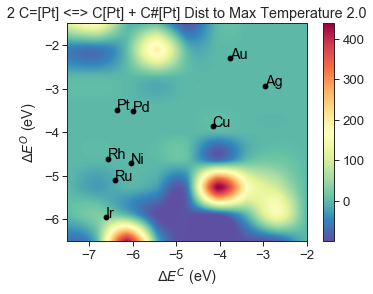 2 C=[Pt] <=> C[Pt] + C#[Pt] Dist to Max Temperature 2.0
Au
Ag
Pt
Pd
Cu
Rh
Ni
Ru
Ir
−2
−3
−4
−5
−6
ΔE^O (eV)
−7
−6
−5
−4
−3
−2
ΔE^C (eV)
400
300
200
100
0